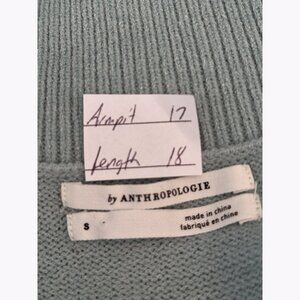 Armpit 17
Length 18
by ANTHROPOLOGIE
S
made in china
fabriqué en chine